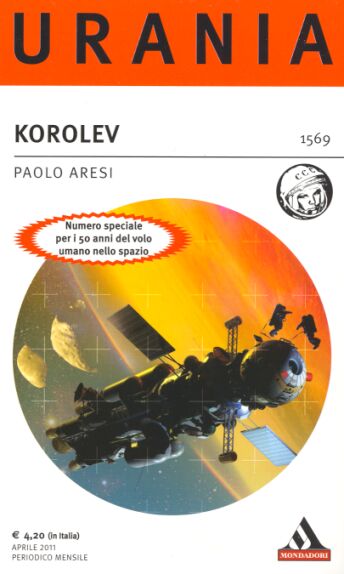 URANIA
KOROLEV
1569
PAOLO ARESI
CCC
Numero speciale
per i 50 anni del volo
umano nello spazio
€ 4,20 (in Italia)
APRILE 2011
PERIODICO MENSILE
MONDADORI